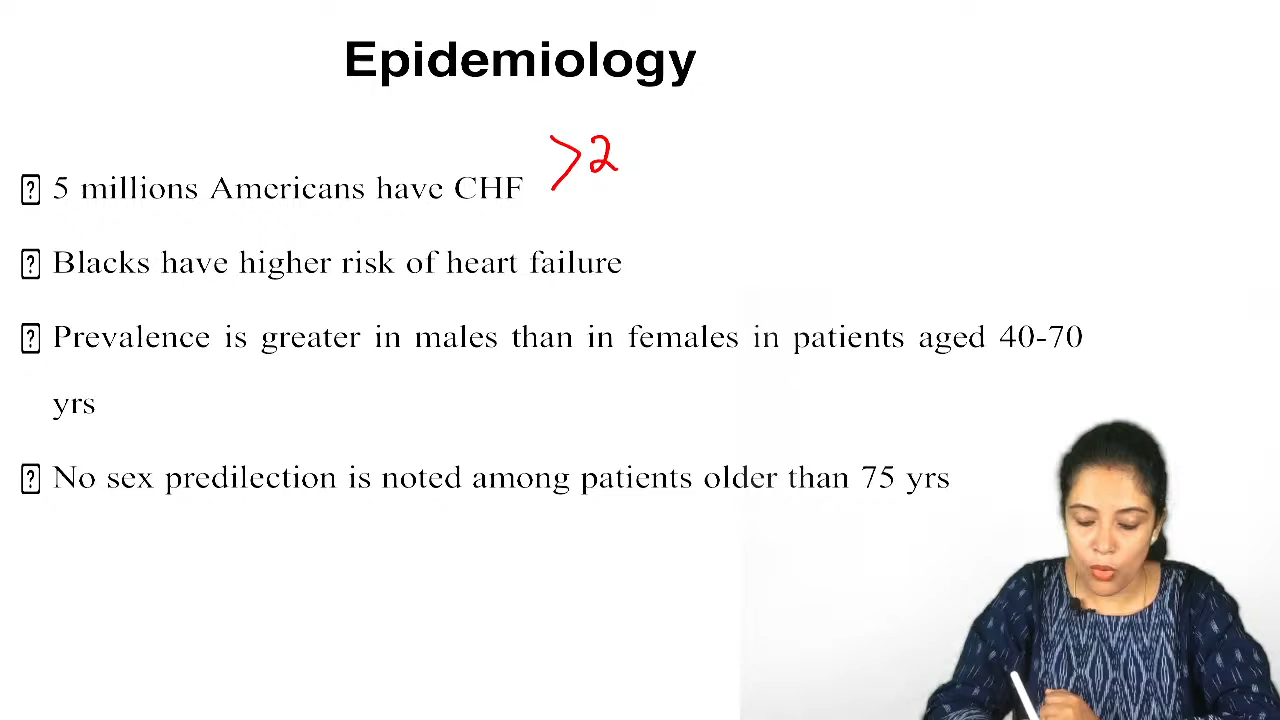 Epidemiology
>2
5 millions Americans have CHF
Blacks have higher risk of heart failure
Prevalence is greater in males than in females in patients aged 40-70
yrs
No sex predilection is noted among patients older than 75 yrs